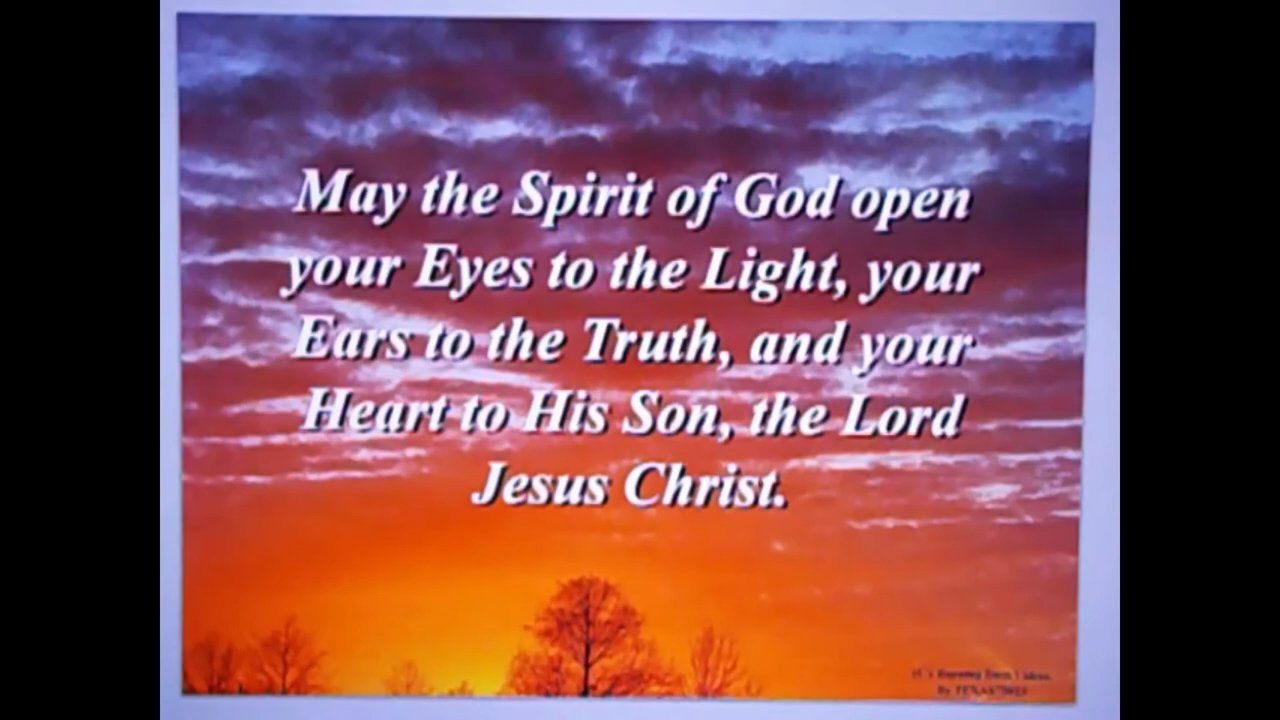 May the Spirit of God open
your Eyes to the Light, your
Ears to the Truth, and your
Heart to His Son, the Lord
Jesus Christ.
By